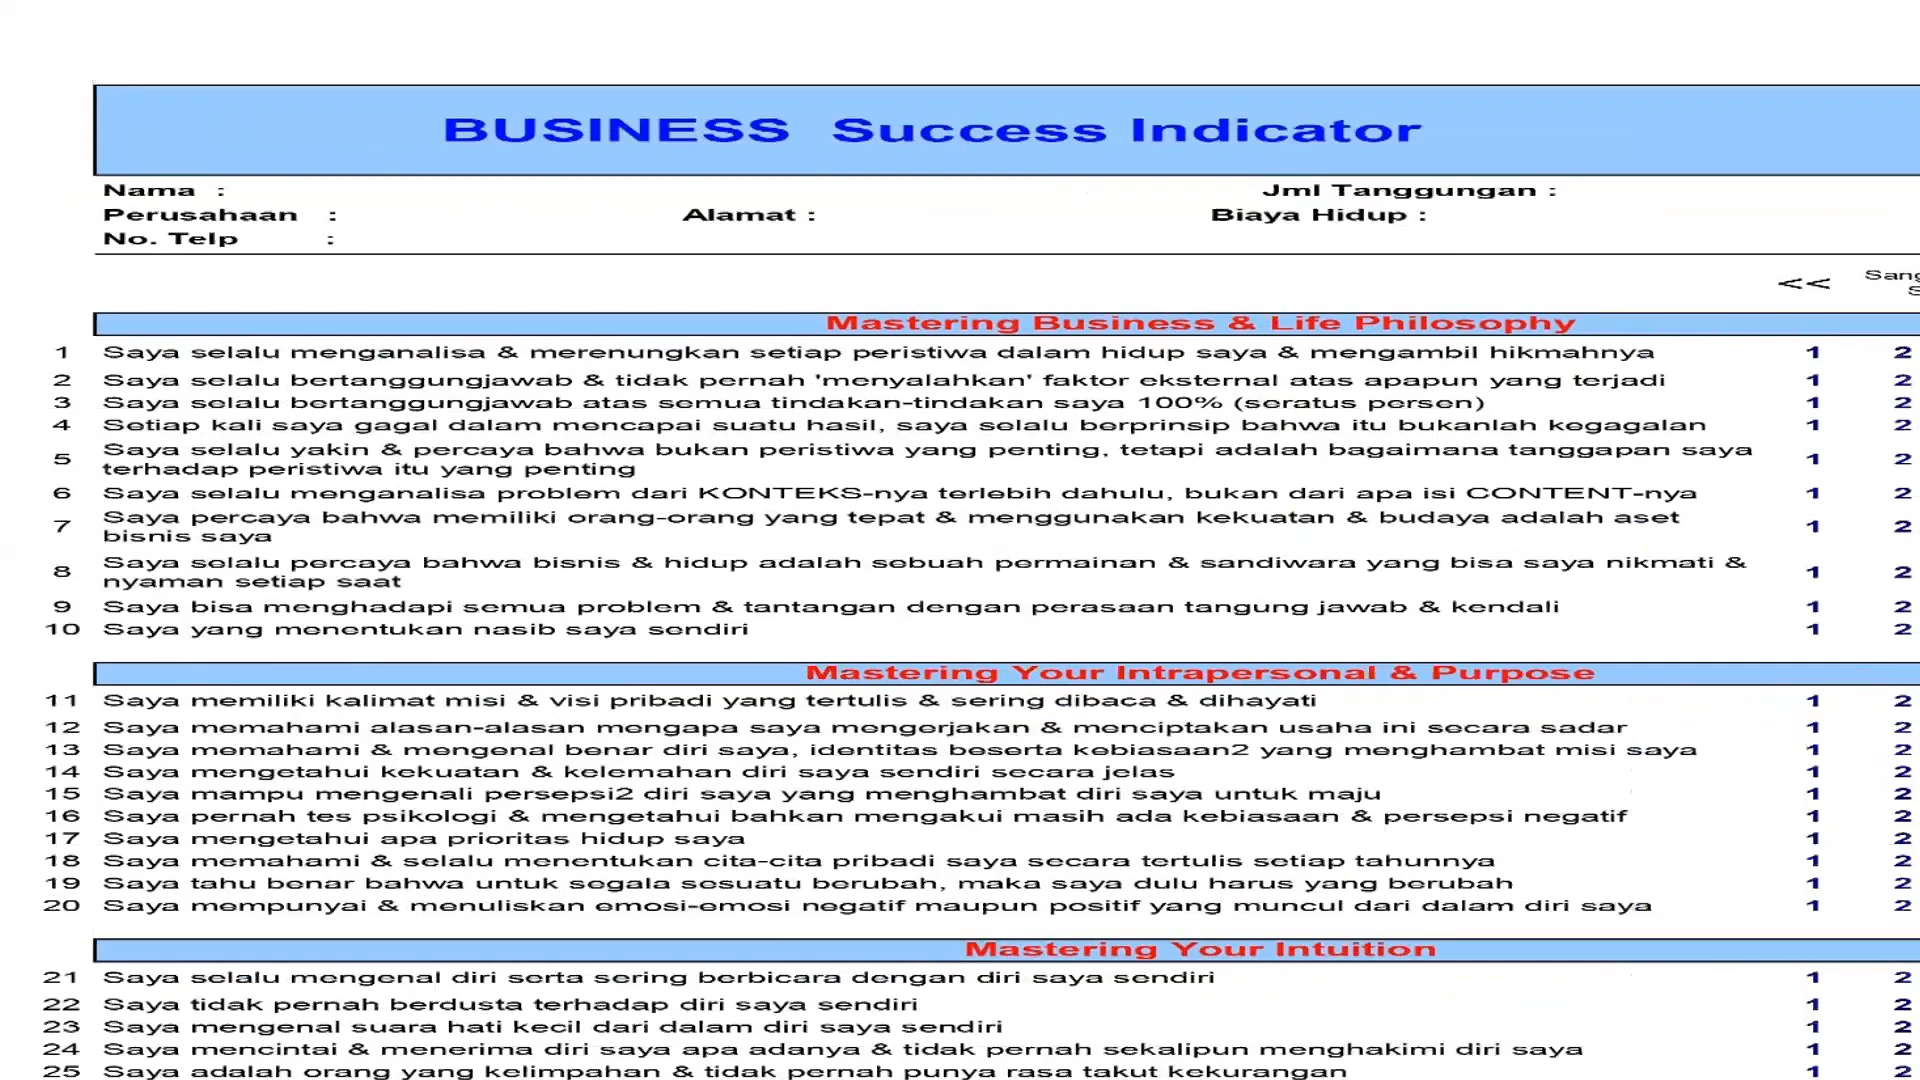 BUSINESS Success Indicator
Nama : Jml Tanggungan :
Perusahaan : Alamat : Biaya Hidup :
No. Telp :
<< Sang
S
Mastering Business & Life Philosophy
1 Saya selalu menganalisa & merenungkan setiap peristiwa dalam hidup saya & mengambil hikmahnya 1 2
2 Saya selalu bertanggungjawab & tidak pernah 'menyalahkan' faktor eksternal atas apapun yang terjadi 1 2
3 Saya selalu bertanggungjawab atas semua tindakan-tindakan saya 100% (seratus persen) 1 2
4 Setiap kali saya gagal dalam mencapai suatu hasil, saya selalu berprinsip bahwa itu bukanlah kegagalan 1 2
5 Saya selalu yakin & percaya bahwa bukan peristiwa yang penting, tetapi adalah bagaimana tanggapan saya
terhadap peristiwa itu yang penting 1 2
6 Saya selalu menganalisa problem dari KONTEKS-nya terlebih dahulu, bukan dari apa isi CONTENT-nya 1 2
7 Saya percaya bahwa memiliki orang-orang yang tepat & menggunakan kekuatan & budaya adalah aset
bisnis saya 1 2
8 Saya selalu percaya bahwa bisnis & hidup adalah sebuah permainan & sandiwara yang bisa saya nikmati &
nyaman setiap saat 1 2
9 Saya bisa menghadapi semua problem & tantangan dengan perasaan tangung jawab & kendali 1 2
10 Saya yang menentukan nasib saya sendiri 1 2
Mastering Your Intrapersonal & Purpose
11 Saya memiliki kalimat misi & visi pribadi yang tertulis & sering dibaca & dihayati 1 2
12 Saya memahami alasan-alasan mengapa saya mengerjakan & menciptakan usaha ini secara sadar 1 2
13 Saya memahami & mengenal benar diri saya, identitas beserta kebiasaan2 yang menghambat misi saya 1 2
14 Saya mengetahui kekuatan & kelemahan diri saya sendiri secara jelas 1 2
15 Saya mampu mengenali persepsi2 diri saya yang menghambat diri saya untuk maju 1 2
16 Saya pernah tes psikologi & mengetahui bahkan mengakui masih ada kebiasaan & persepsi negatif 1 2
17 Saya mengetahui apa prioritas hidup saya 1 2
18 Saya memahami & selalu menentukan cita-cita pribadi saya secara tertulis setiap tahunnya 1 2
19 Saya tahu benar bahwa untuk segala sesuatu berubah, maka saya dulu harus yang berubah 1 2
20 Saya mempunyai & menuliskan emosi-emosi negatif maupun positif yang muncul dari dalam diri saya 1 2
Mastering Your Intuition
21 Saya selalu mengenal diri serta sering berbicara dengan diri saya sendiri 1 2
22 Saya tidak pernah berdusta terhadap diri saya sendiri 1 2
23 Saya mengenal suara hati kecil dari dalam diri saya sendiri 1 2
24 Saya mencintai & menerima diri saya apa adanya & tidak pernah sekalipun menghakimi diri saya 1 2
25 Saya adalah orang yang kelimpahan & tidak pernah punya rasa takut kekurangan 1 2